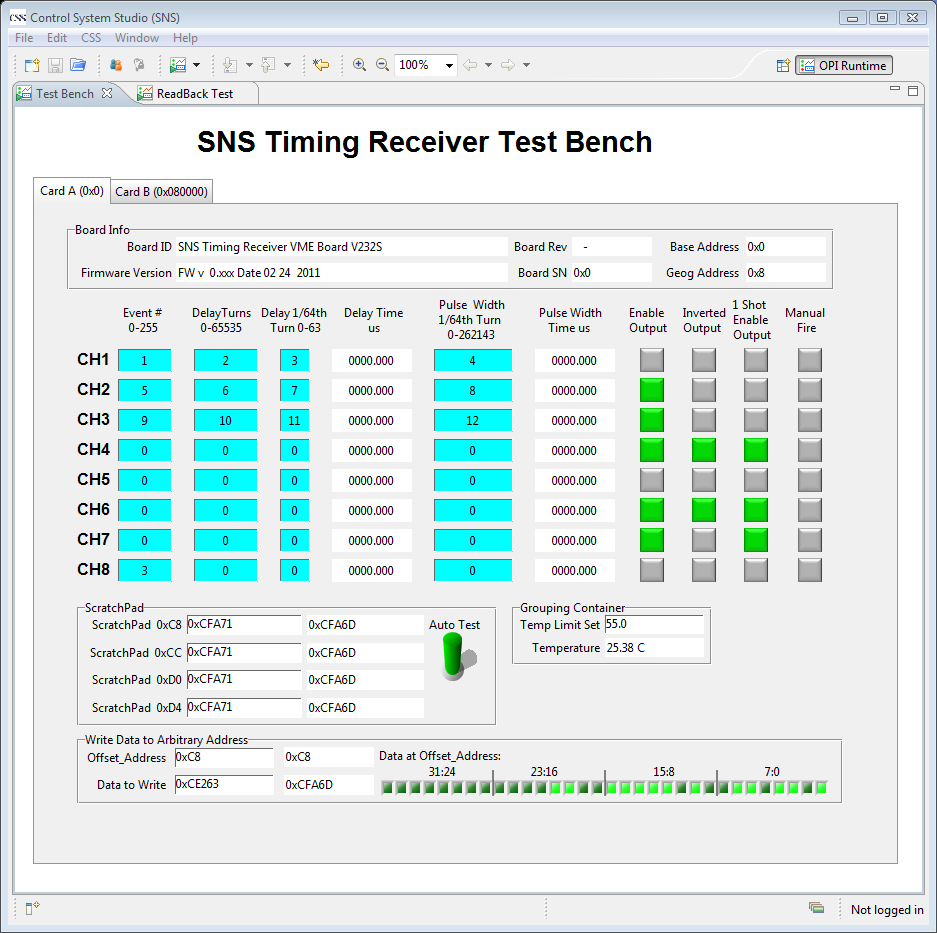 CSS Control System Studio (SNS)
File Edit CSS Window Help
100% OPI Runtime
Test Bench ReadBack Test
SNS Timing Receiver Test Bench
Card A (0x0) Card B (0x080000)
Board Info
Board ID SNS Timing Receiver VME Board V232S Board Rev - Base Address 0x0
Firmware Version FW v 0.xxx Date 02 24 2011 Board SN 0x0 Geog Address 0x8
Event # 0-255
DelayTurns 0-65535
Delay 1/64th Turn 0-63
Delay Time us
Pulse Width 1/64th Turn 0-262143
Pulse Width Time us
Enable Output
Inverted Output
1 Shot Enable Output
Manual Fire
CH1 1 2 3 0000.000 4 0000.000
CH2 5 6 7 0000.000 8 0000.000
CH3 9 10 11 0000.000 12 0000.000
CH4 0 0 0 0000.000 0 0000.000
CH5 0 0 0 0000.000 0 0000.000
CH6 0 0 0 0000.000 0 0000.000
CH7 0 0 0 0000.000 0 0000.000
CH8 3 0 0 0000.000 0 0000.000
ScratchPad
ScratchPad 0xC8 0xCFA71 0xCFA6D Auto Test
ScratchPad 0xCC 0xCFA71 0xCFA6D
ScratchPad 0xD0 0xCFA71 0xCFA6D
ScratchPad 0xD4 0xCFA71 0xCFA6D
Grouping Container
Temp Limit Set 55.0
Temperature 25.38 C
Write Data to Arbitrary Address
Offset_Address 0xC8 0xC8 Data at Offset_Address:
31:24 23:16 15:8 7:0
Data to Write 0xCE263 0xCFA6D
Not logged in